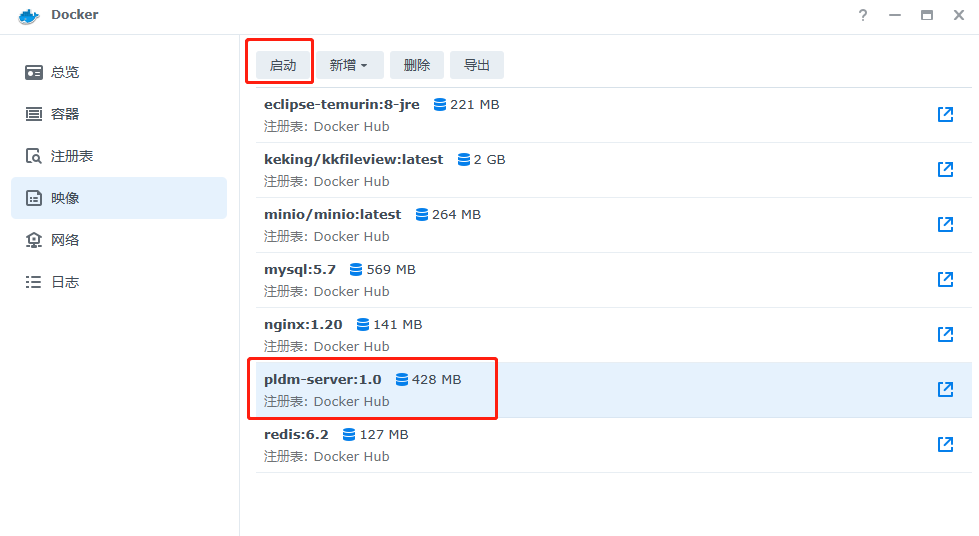 Docker
总览
容器
注册表
映像
网络
日志
启动 新增 删除 导出
eclipse-temurin:8-jre 221 MB
注册表: Docker Hub
keking/kkfileview:latest 2 GB
注册表: Docker Hub
minio/minio:latest 264 MB
注册表: Docker Hub
mysql:5.7 569 MB
注册表: Docker Hub
nginx:1.20 141 MB
注册表: Docker Hub
pldm-server:1.0 428 MB
注册表: Docker Hub
redis:6.2 127 MB
注册表: Docker Hub